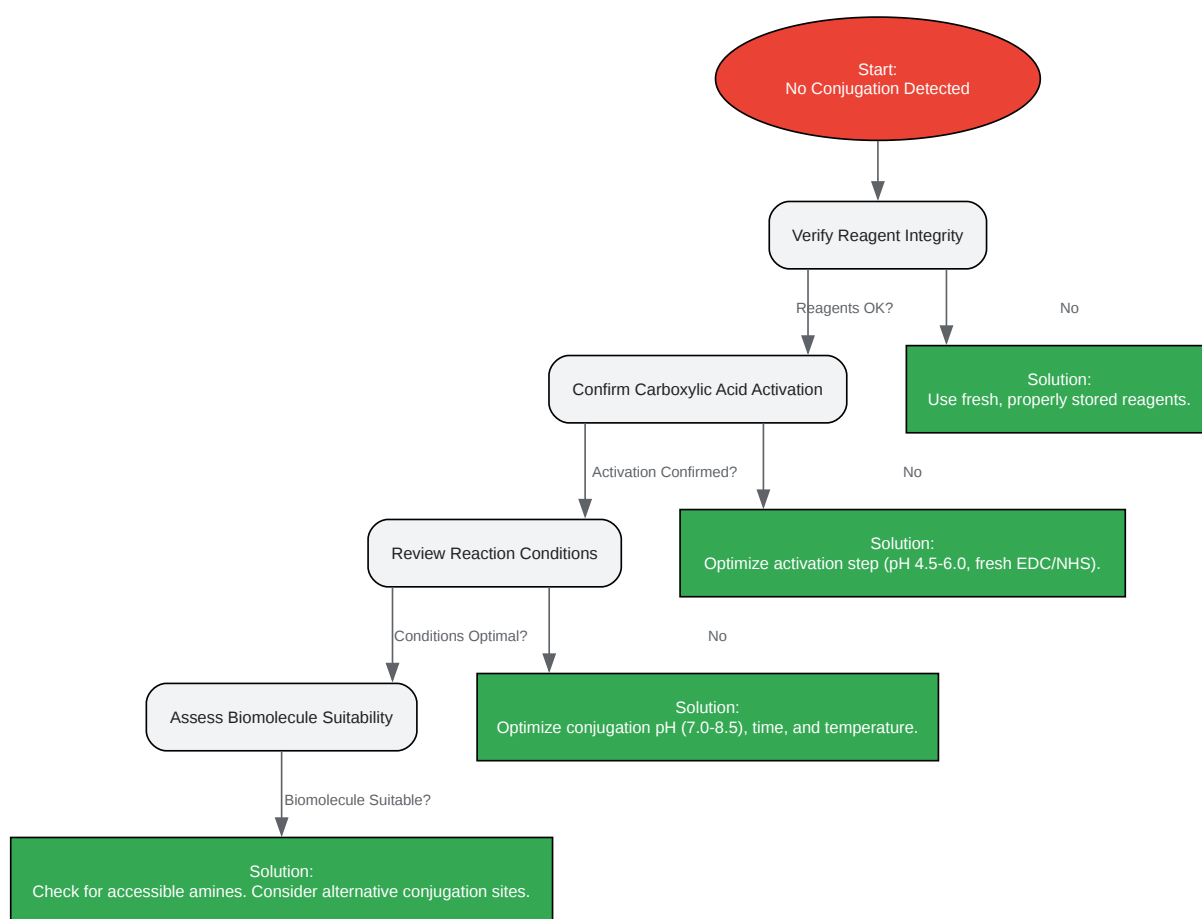 Start:
No Conjugation Detected
Verify Reagent Integrity
Reagents OK?
No
Solution:
Use fresh, properly stored reagents.
Confirm Carboxylic Acid Activation
Activation Confirmed?
No
Solution:
Optimize activation step (pH 4.5-6.0, fresh EDC/NHS).
Review Reaction Conditions
Conditions Optimal?
No
Solution:
Optimize conjugation pH (7.0-8.5), time, and temperature.
Assess Biomolecule Suitability
Biomolecule Suitable?
Solution:
Check for accessible amines. Consider alternative conjugation sites.